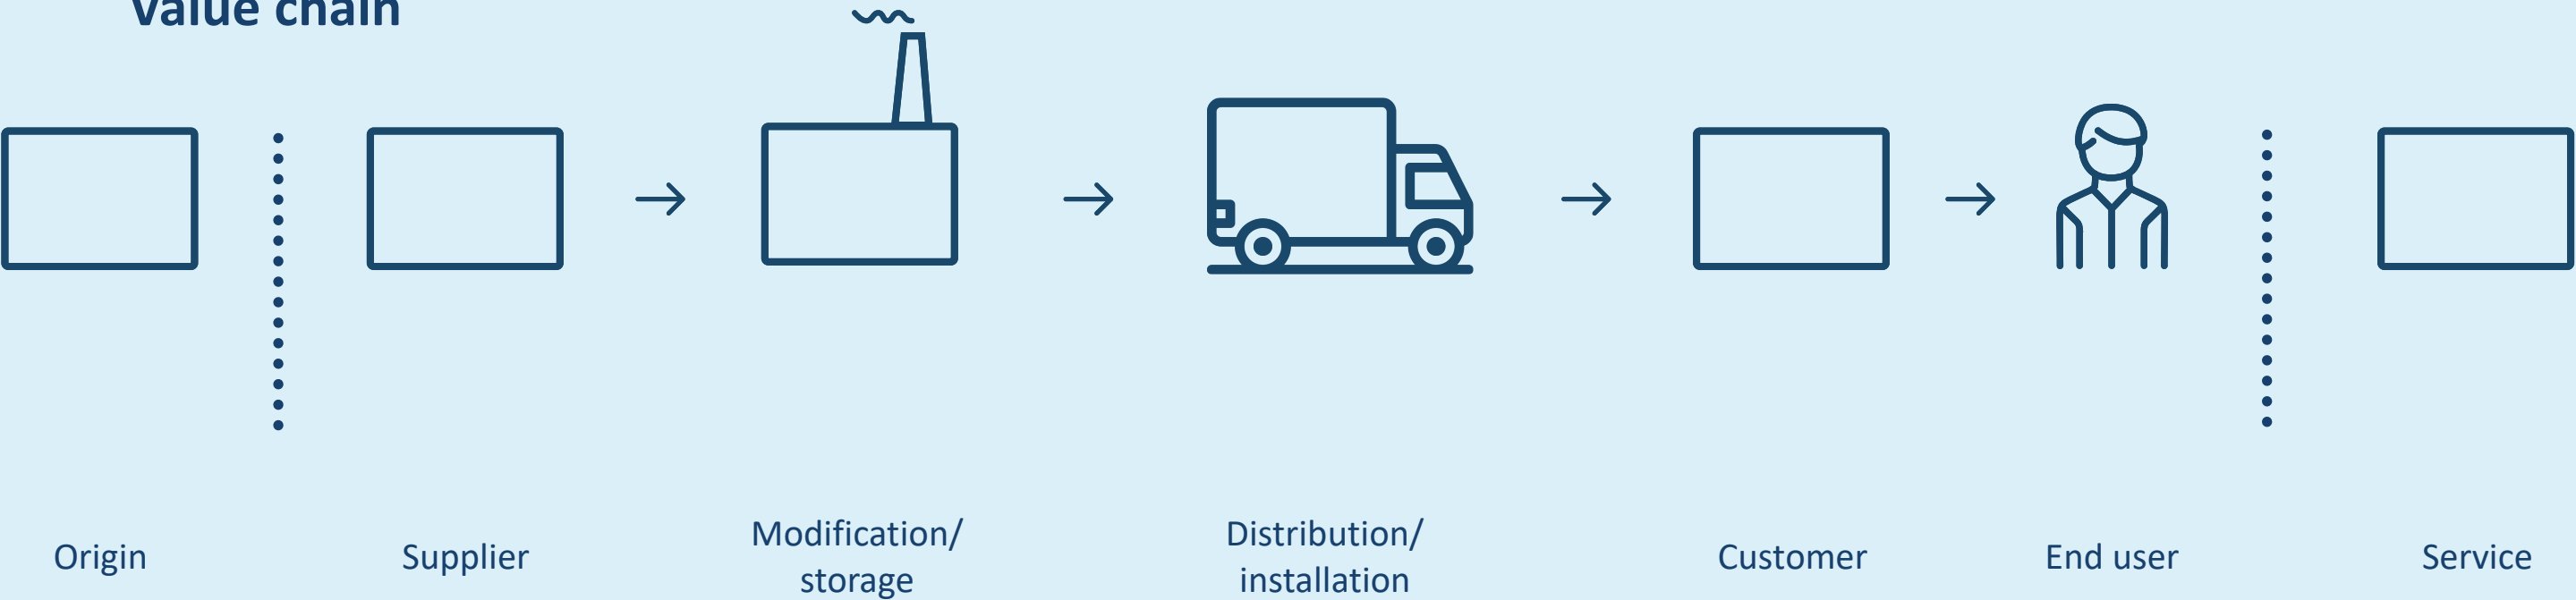 Value chain
Origin
Supplier
Modification/
storage
Distribution/
installation
Customer
End user
Service